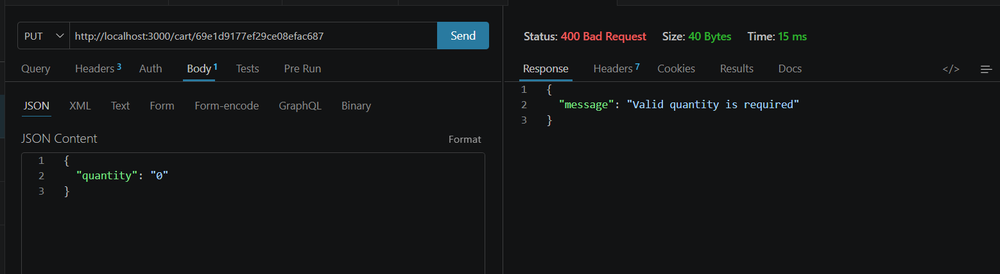 PUT http://localhost:3000/cart/69e1d9177ef29ce08efac687 Send
Query Headers 3 Auth Body 1 Tests Pre Run
JSON XML Text Form Form-encode GraphQL Binary
JSON Content Format
1 {
2 "quantity": "0"
3 }
Status: 400 Bad Request Size: 40 Bytes Time: 15 ms
Response Headers 7 Cookies Results Docs </>
1 {
2 "message": "Valid quantity is required"
3 }